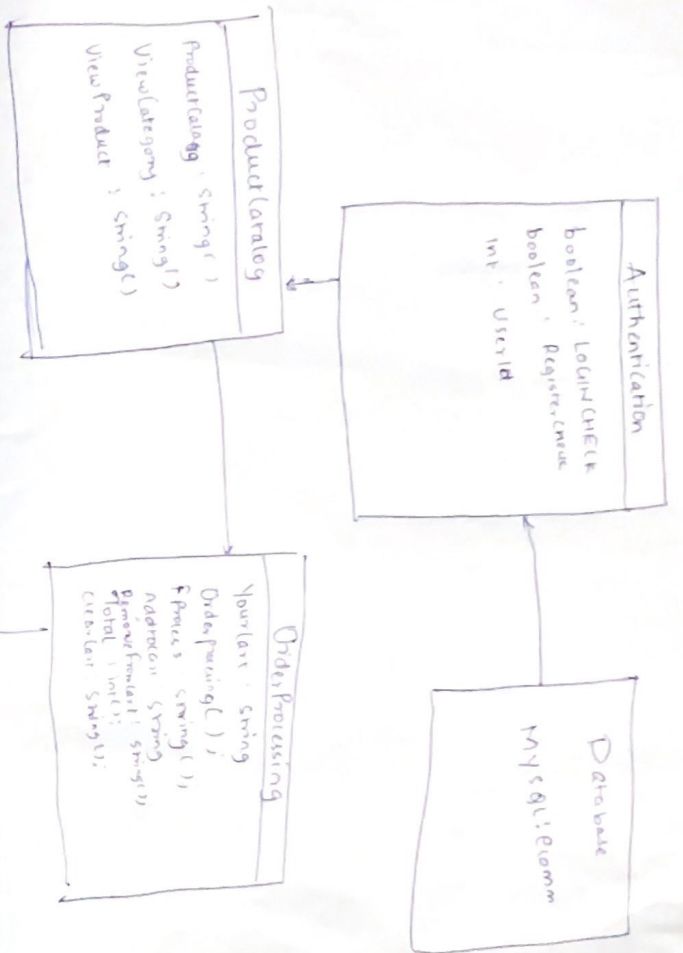 Authentication
boolean: LOGINCHECK
boolean: RegisterCheck
Int: UserId
Database
MySQL: ecomm
ProductCatalog
ProductCatalog: String()
ViewCategory: String()
ViewProduct: String()
OrderProcessing
YourCart: String
OrderProcessing();
Process String();
AddtoCart String
RemoveFromCart: String();
Total: int();
ClearCart: String();